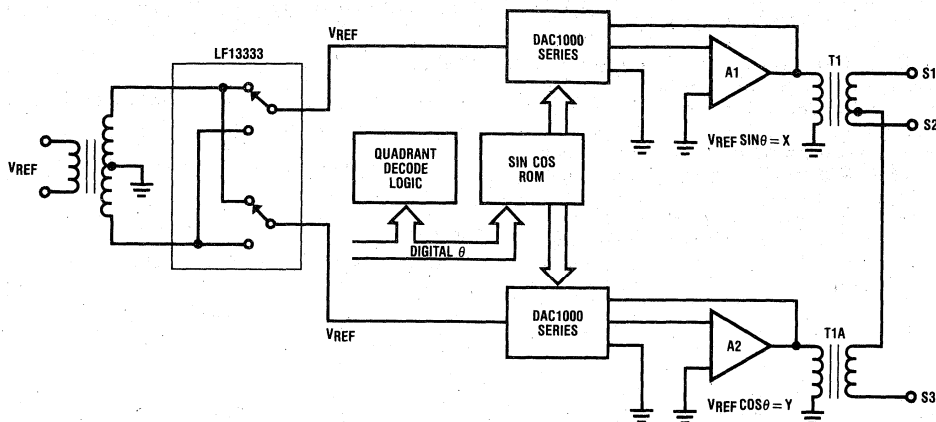 LF13333
VREF
DAC1000
SERIES
A1
T1
S1
S2
VREF SINθ = X
VREF
QUADRANT
DECODE
LOGIC
SIN COS
ROM
DIGITAL θ
VREF
DAC1000
SERIES
A2
T1A
S3
VREF COSθ = Y